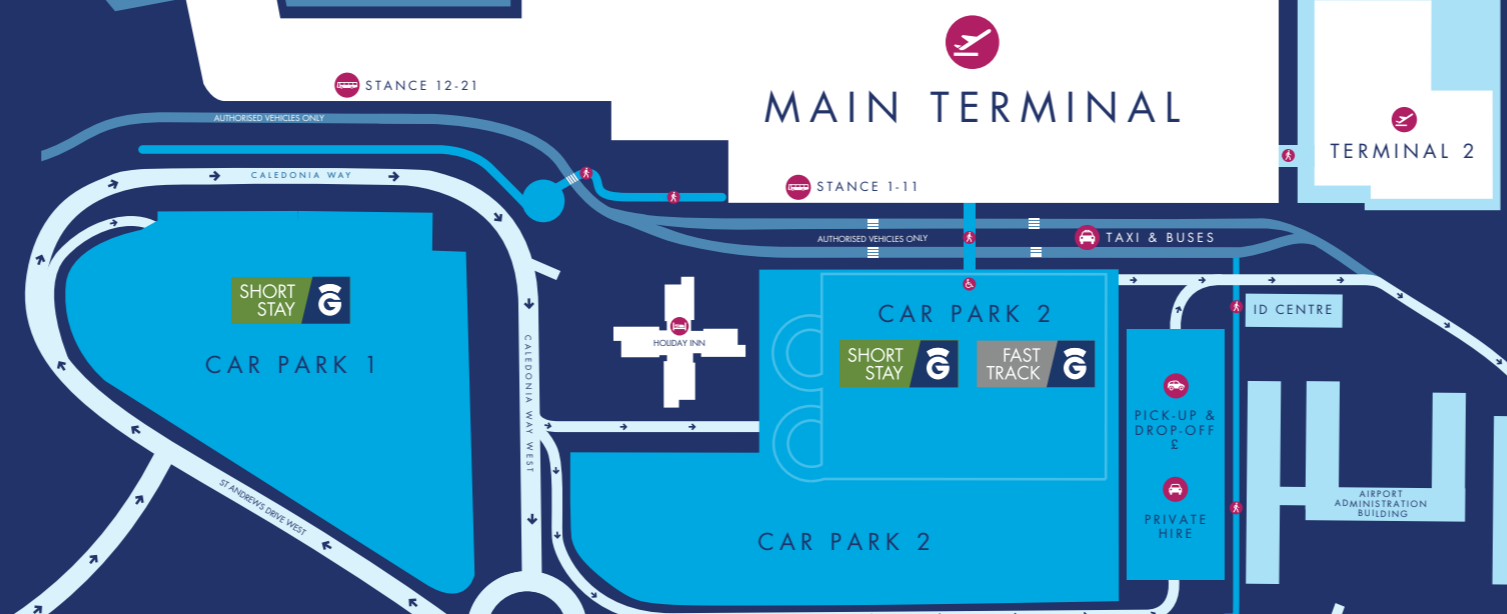 STANCE 12-21
MAIN TERMINAL
AUTHORISED VEHICLES ONLY
TERMINAL 2
CALEDONIA WAY
STANCE 1-11
AUTHORISED VEHICLES ONLY
TAXI & BUSES
SHORT
STAY
G
CAR PARK 1
HOLIDAY INN
CAR PARK 2
SHORT
STAY
G
FAST
TRACK
G
ID CENTRE
CALEDONIA WAY WEST
PICK-UP &
DROP-OFF
£
PRIVATE
HIRE
AIRPORT
ADMINISTRATION
BUILDING
ST ANDREWS DRIVE WEST
CAR PARK 2